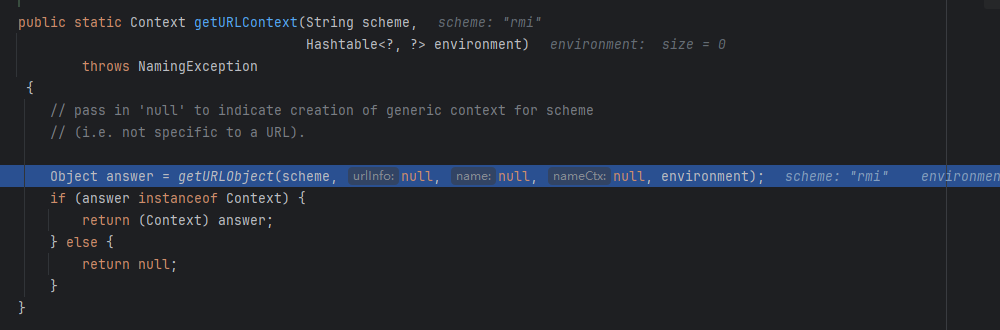 public static Context getURLContext(String scheme,   scheme: "rmi"
                                    Hashtable<?, ?> environment)   environment:  size = 0
        throws NamingException
 {
    // pass in 'null' to indicate creation of generic context for scheme
    // (i.e. not specific to a URL).
    Object answer = getURLObject(scheme, urlInfo: null, name: null, nameCtx: null, environment);   scheme: "rmi"    environmen
    if (answer instanceof Context) {
        return (Context) answer;
    } else {
        return null;
    }
}